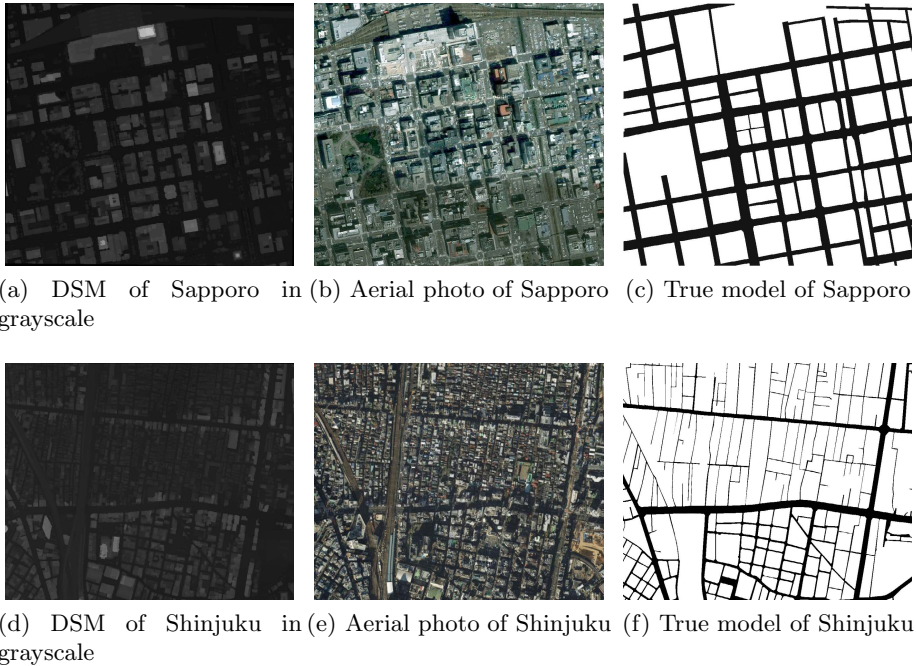 (a) DSM of Sapporo in
grayscale
(b) Aerial photo of Sapporo
(c) True model of Sapporo
(d) DSM of Shinjuku in
grayscale
(e) Aerial photo of Shinjuku
(f) True model of Shinjuku